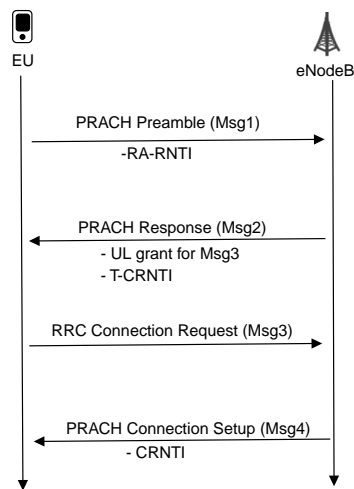 EU
eNodeB
PRACH Preamble (Msg1)
-RA-RNTI
PRACH Response (Msg2)
- UL grant for Msg3
- T-CRNTI
RRC Connection Request (Msg3)
PRACH Connection Setup (Msg4)
- CRNTI